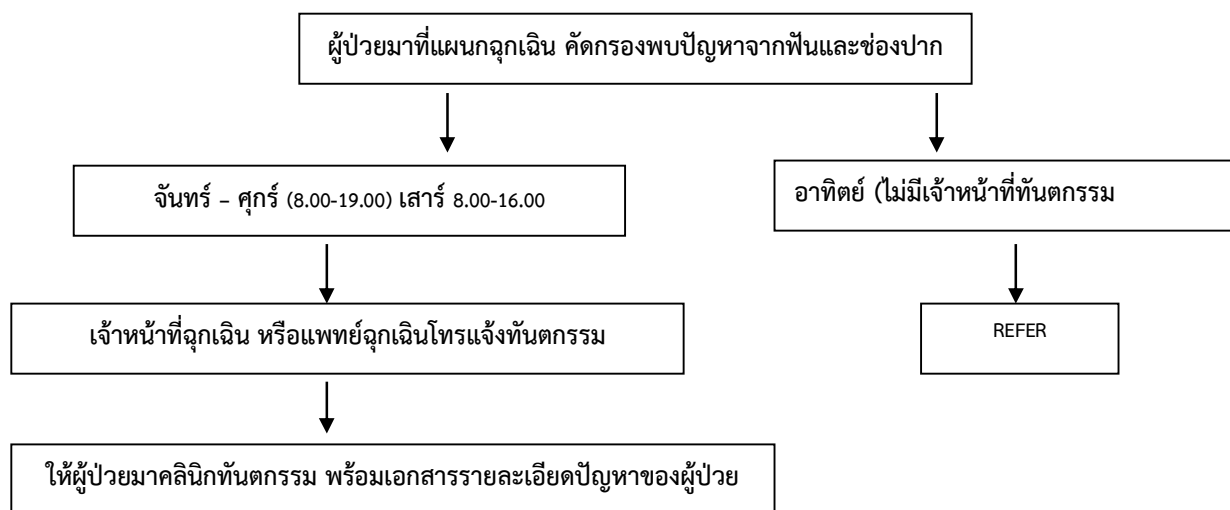 ผู้ป่วยมาที่แผนกฉุกเฉิน คัดกรองพบปัญหาจากฟันและช่องปาก
จันทร์ – ศุกร์ (8.00-19.00) เสาร์ 8.00-16.00
อาทิตย์ (ไม่มีเจ้าหน้าที่ทันตกรรม
เจ้าหน้าที่ฉุกเฉิน หรือแพทย์ฉุกเฉินโทรแจ้งทันตกรรม
REFER
ให้ผู้ป่วยมาคลินิกทันตกรรม พร้อมเอกสารรายละเอียดปัญหาของผู้ป่วย